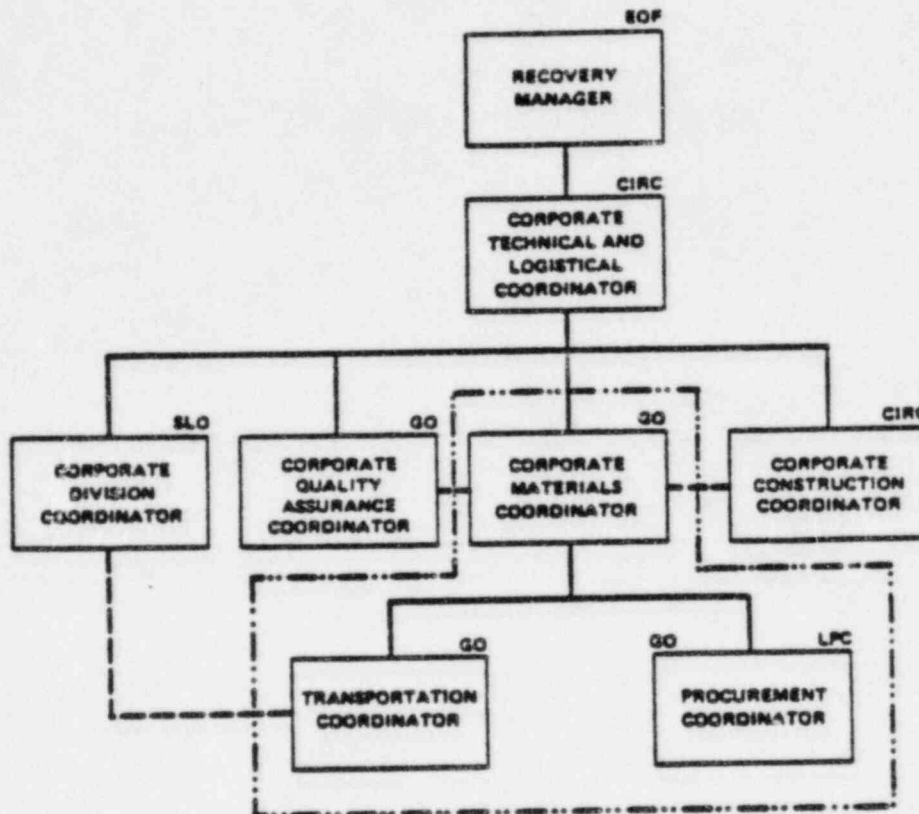 EOF
RECOVERY
MANAGER
CIRC
CORPORATE
TECHNICAL AND
LOGISTICAL
COORDINATOR
SLO
CORPORATE
DIVISION
COORDINATOR
GO
CORPORATE
QUALITY
ASSURANCE
COORDINATOR
GO
CORPORATE
MATERIALS
COORDINATOR
CIRC
CORPORATE
CONSTRUCTION
COORDINATOR
GO
TRANSPORTATION
COORDINATOR
GO LPC
PROCUREMENT
COORDINATOR